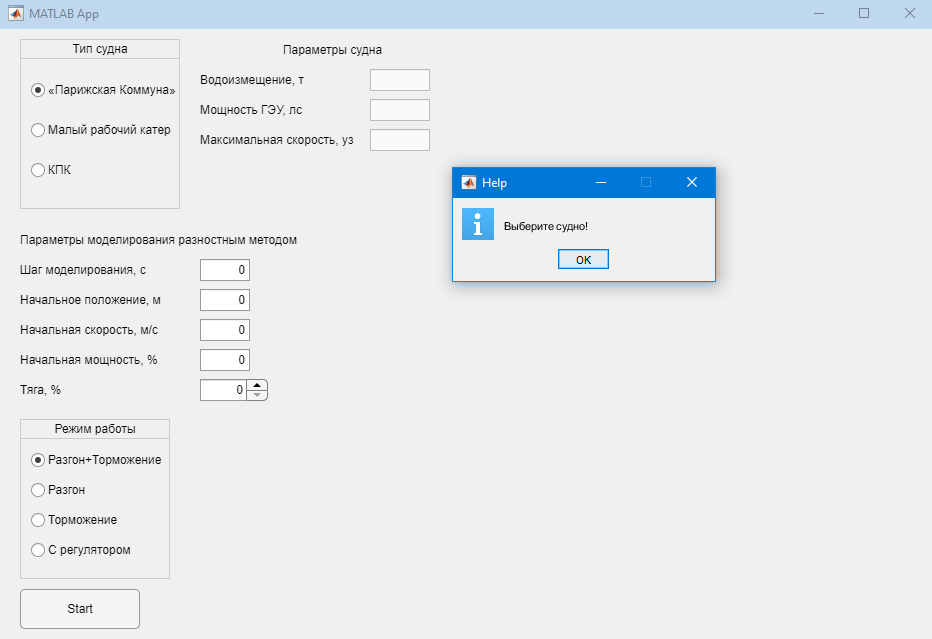 MATLAB App
Тип судна
«Парижская Коммуна»
Малый рабочий катер
КПК
Параметры судна
Водоизмещение, т
Мощность ГЭУ, лс
Максимальная скорость, уз
Help
Выберите судно!
OK
Параметры моделирования разностным методом
Шаг моделирования, с 0
Начальное положение, м 0
Начальная скорость, м/с 0
Начальная мощность, % 0
Тяга, % 0
Режим работы
Разгон+Торможение
Разгон
Торможение
С регулятором
Start